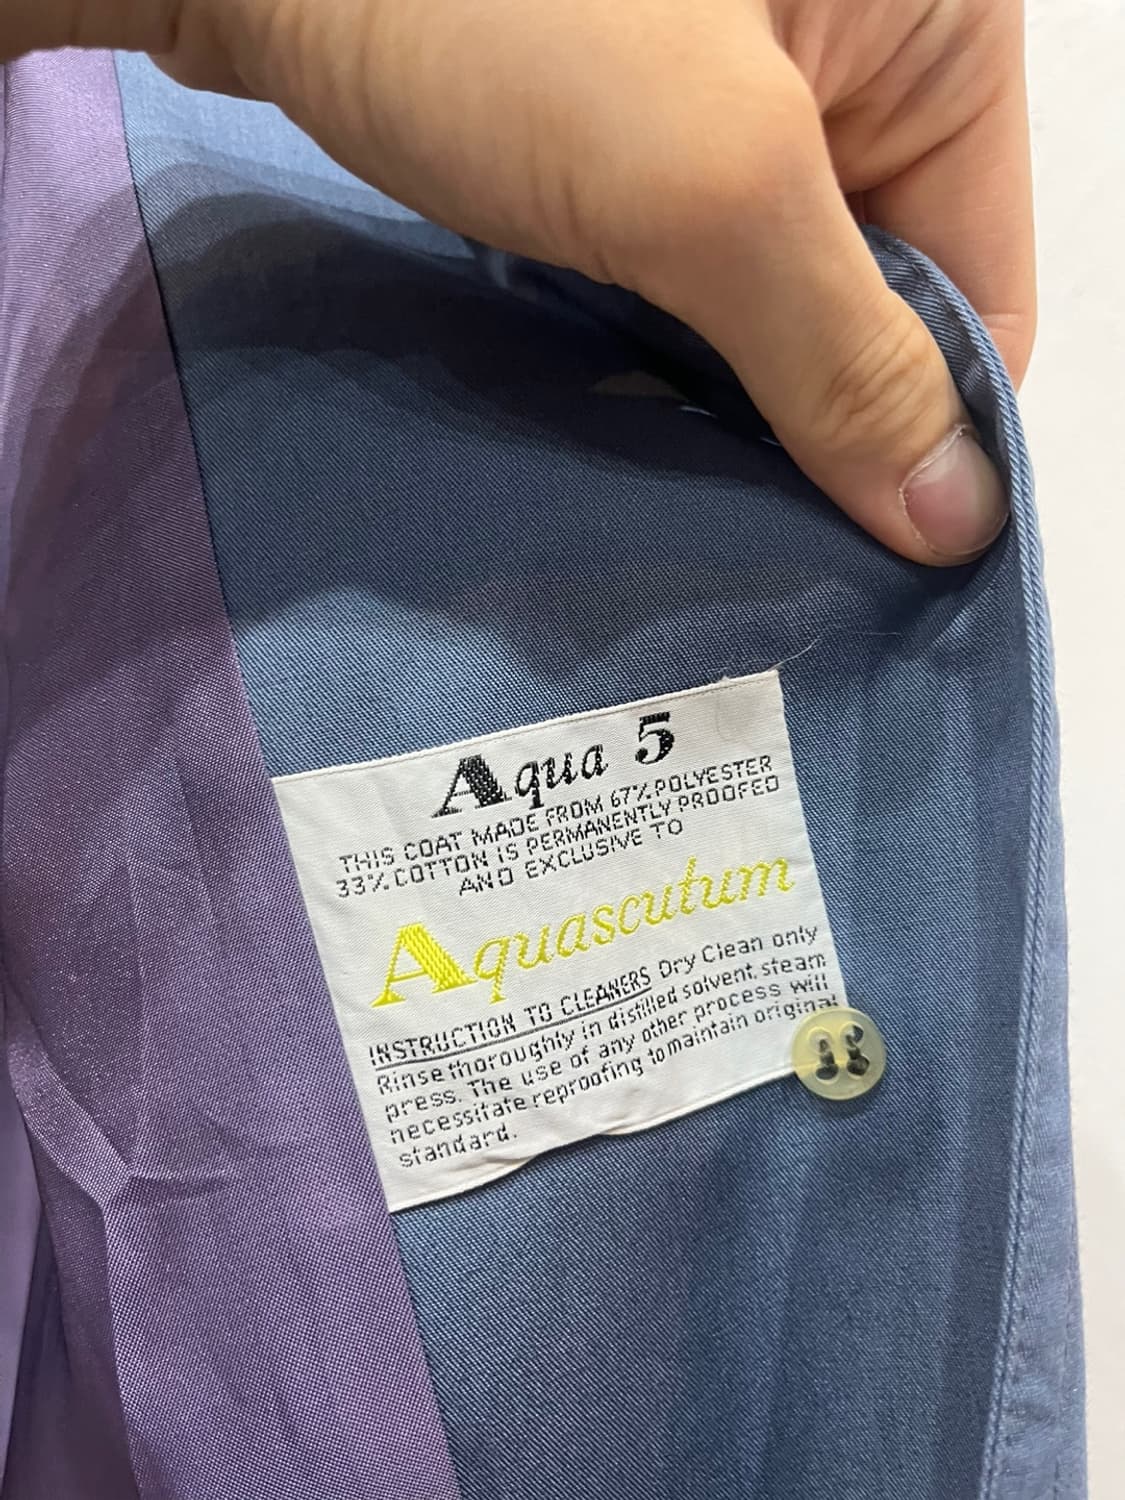 Aqua 5
THIS COAT MADE FROM 67% POLYESTER
33% COTTON IS PERMANENTLY PROOFED
AND EXCLUSIVE TO
Aquascutum
INSTRUCTION TO CLEANERS Dry Clean only
Rinse thoroughly in distilled solvent, steam
press. The use of any other process will
necessitate reproofing to maintain original
standard.